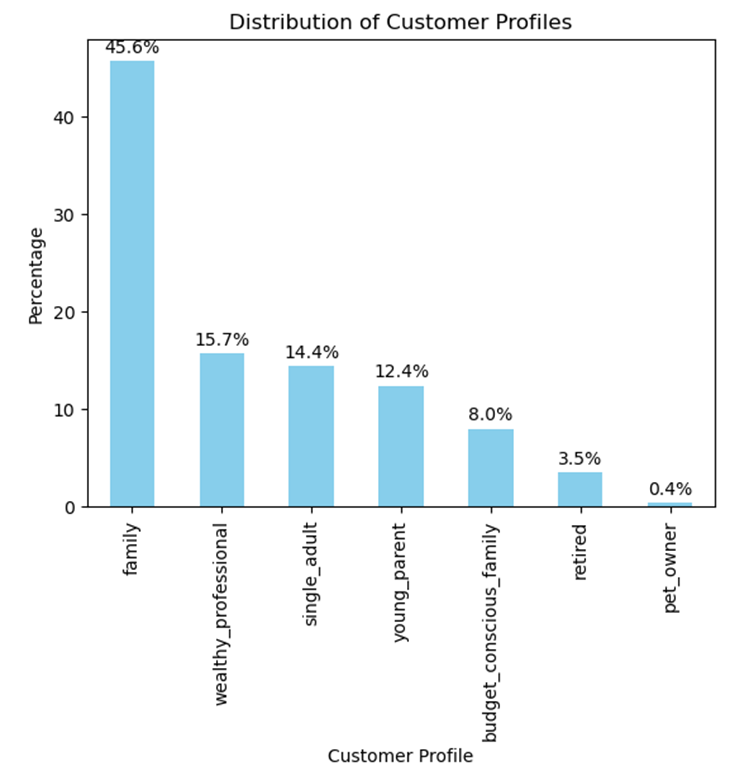 Distribution of Customer Profiles
45.6%
40
30
20
10
0
Percentage
15.7%
14.4%
12.4%
8.0%
3.5%
0.4%
family
wealthy_professional
single_adult
young_parent
budget_conscious_family
retired
pet_owner
Customer Profile